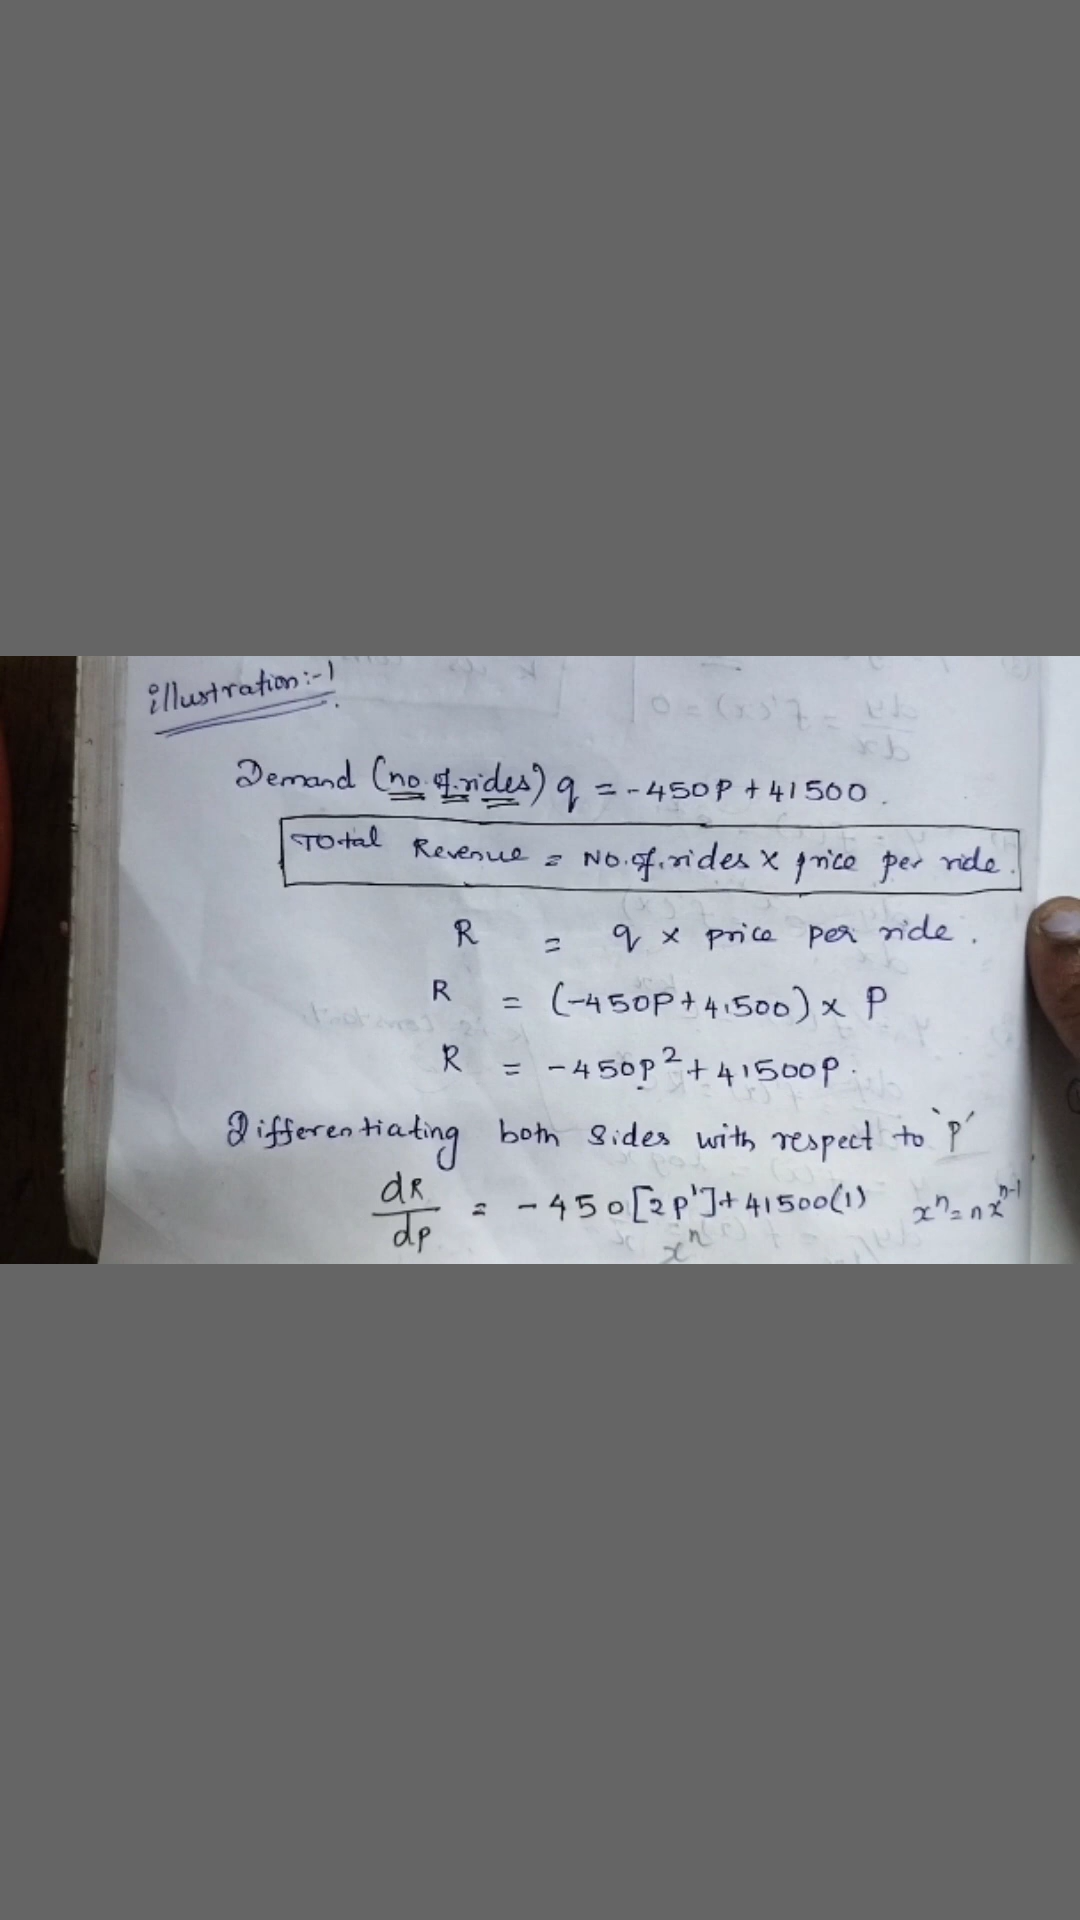 illustration:-1
Demand (no.of.rides) q = -450P + 41500.
Total Revenue = No.of.rides x price per ride.
R = q x price per ride.
R = (-450P + 41500) x P
R = -450p² + 41500p.
Differentiating both sides with respect to 'p'
dR/dp = -450[2p¹] + 41500(1) xⁿ = nxⁿ⁻¹
xⁿ